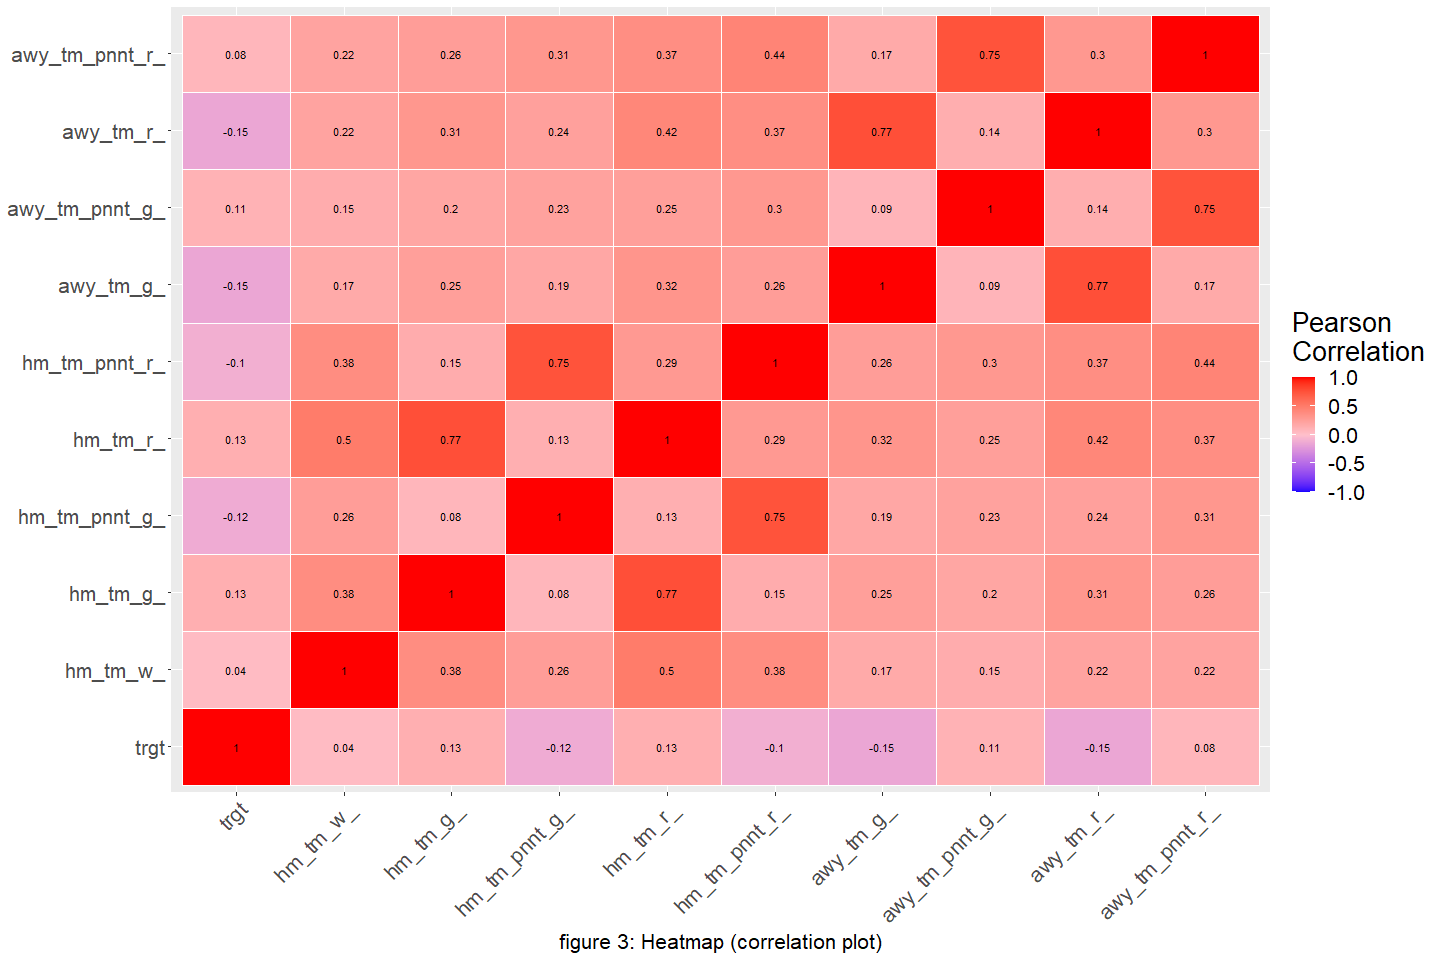 awy_tm_pnnt_r_ 0.08 0.22 0.26 0.31 0.37 0.44 0.17 0.75 0.3 1
awy_tm_r_ -0.15 0.22 0.31 0.24 0.42 0.37 0.77 0.14 1 0.3
awy_tm_pnnt_g_ 0.11 0.15 0.2 0.23 0.25 0.3 0.09 1 0.14 0.75
awy_tm_g_ -0.15 0.17 0.25 0.19 0.32 0.26 1 0.09 0.77 0.17
hm_tm_pnnt_r_ -0.1 0.38 0.15 0.75 0.29 1 0.26 0.3 0.37 0.44
hm_tm_r_ 0.13 0.5 0.77 0.13 1 0.29 0.32 0.25 0.42 0.37
hm_tm_pnnt_g_ -0.12 0.26 0.08 1 0.13 0.75 0.19 0.23 0.24 0.31
hm_tm_g_ 0.13 0.38 1 0.08 0.77 0.15 0.25 0.2 0.31 0.26
hm_tm_w_ 0.04 1 0.38 0.26 0.5 0.38 0.17 0.15 0.22 0.22
trgt 1 0.04 0.13 -0.12 0.13 -0.1 -0.15 0.11 -0.15 0.08
trgt hm_tm_w_ hm_tm_g_ hm_tm_pnnt_g_ hm_tm_r_ hm_tm_pnnt_r_ awy_tm_g_ awy_tm_pnnt_g_ awy_tm_r_ awy_tm_pnnt_r_
Pearson
Correlation
1.0
0.5
0.0
-0.5
-1.0
figure 3: Heatmap (correlation plot)